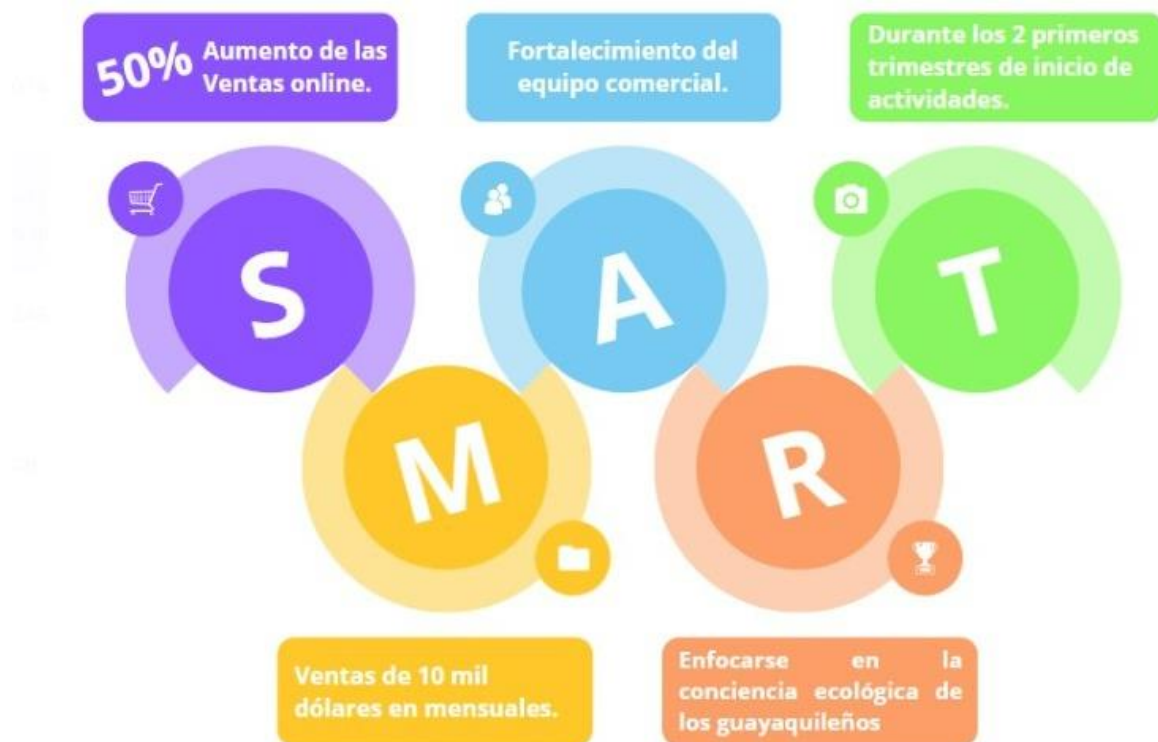 50%
Aumento de las
Ventas online.
Fortalecimiento del
equipo comercial.
Durante los 2 primeros
trimestres de inicio de
actividades.
S
M
A
R
T
Ventas de 10 mil
dólares en mensuales.
Enfocarse en la
conciencia ecológica de
los guayaquileños